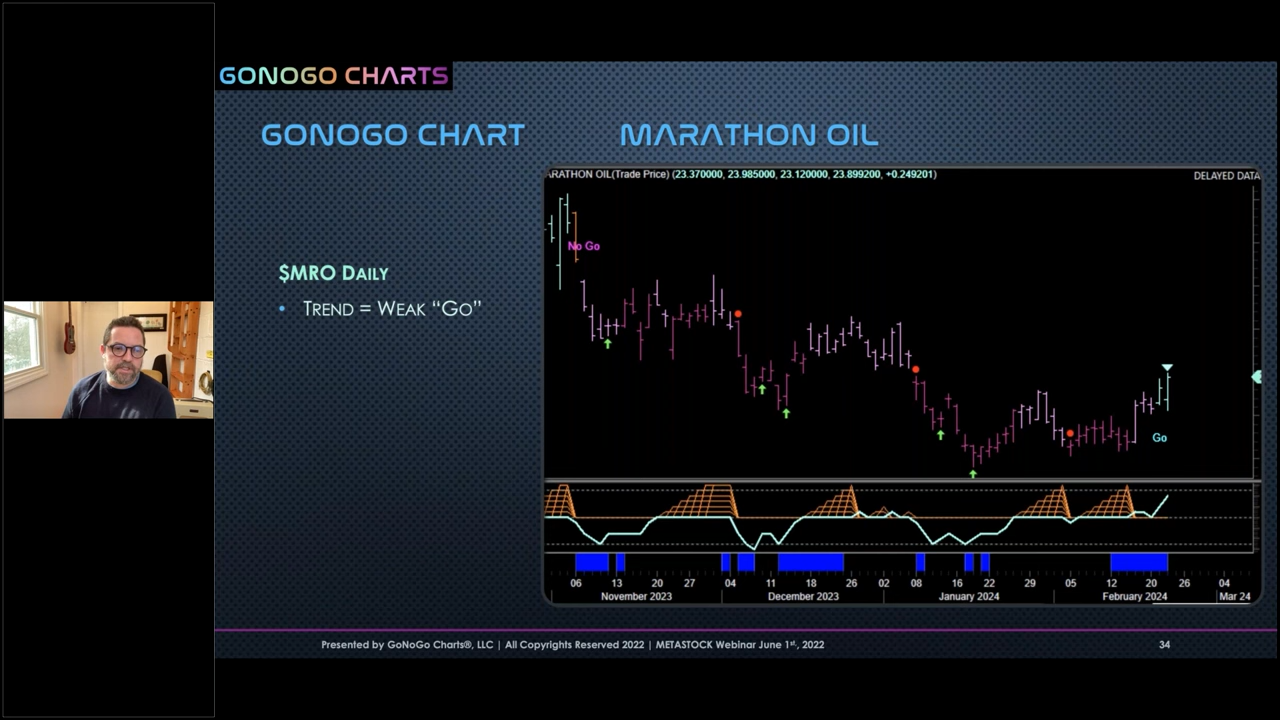 GONOGO CHARTS
GONOGO CHART MARATHON OIL
ARATHON OIL(Trade Price) (23.370000, 23.985000, 23.120000, 23.899200, +0.249201)
DELAYED DATA
No Go
$MRO DAILY
• TREND = WEAK “GO”
Go
06 13 20 27 04 11 18 26 02 08 16 22 29 05 12 20 26 04
November 2023 December 2023 January 2024 February 2024 Mar 24
Presented by GoNoGo Charts®, LLC | All Copyrights Reserved 2022 | METASTOCK Webinar June 1st, 2022
34